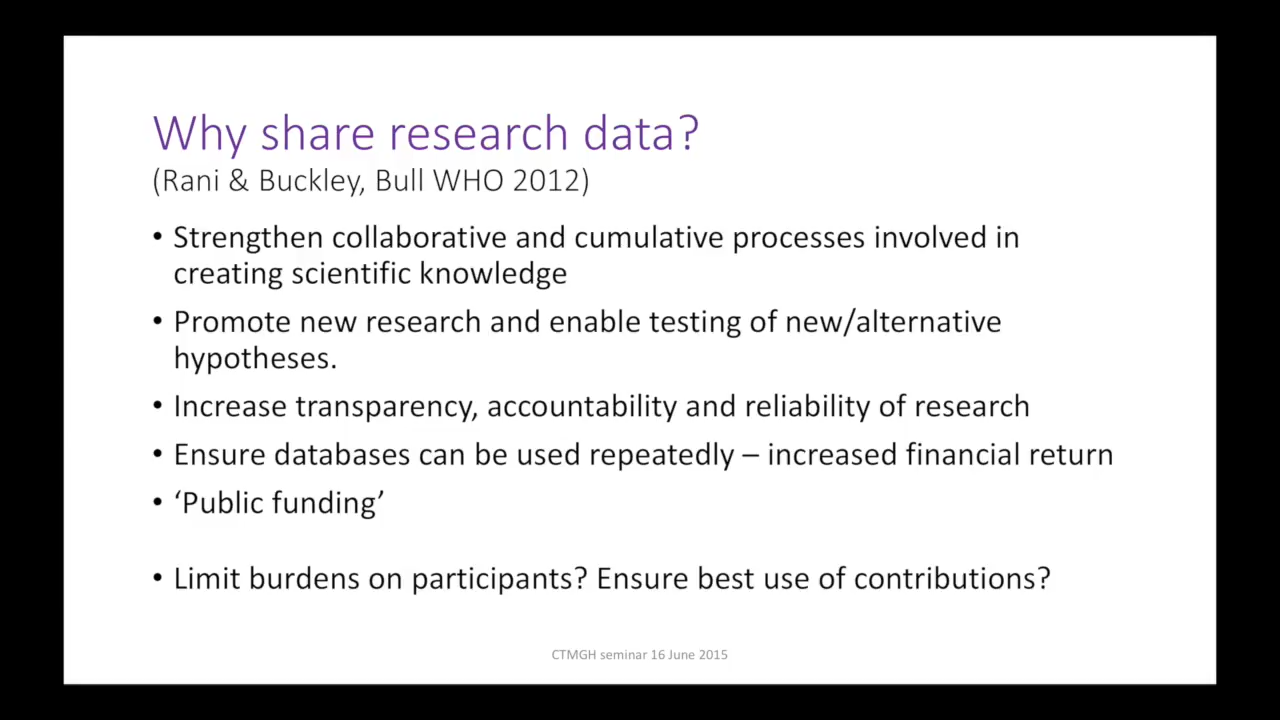 Why share research data?
(Rani & Buckley, Bull WHO 2012)
• Strengthen collaborative and cumulative processes involved in
creating scientific knowledge
• Promote new research and enable testing of new/alternative
hypotheses.
• Increase transparency, accountability and reliability of research
• Ensure databases can be used repeatedly – increased financial return
• ‘Public funding’
• Limit burdens on participants? Ensure best use of contributions?
CTMGH seminar 16 June 2015